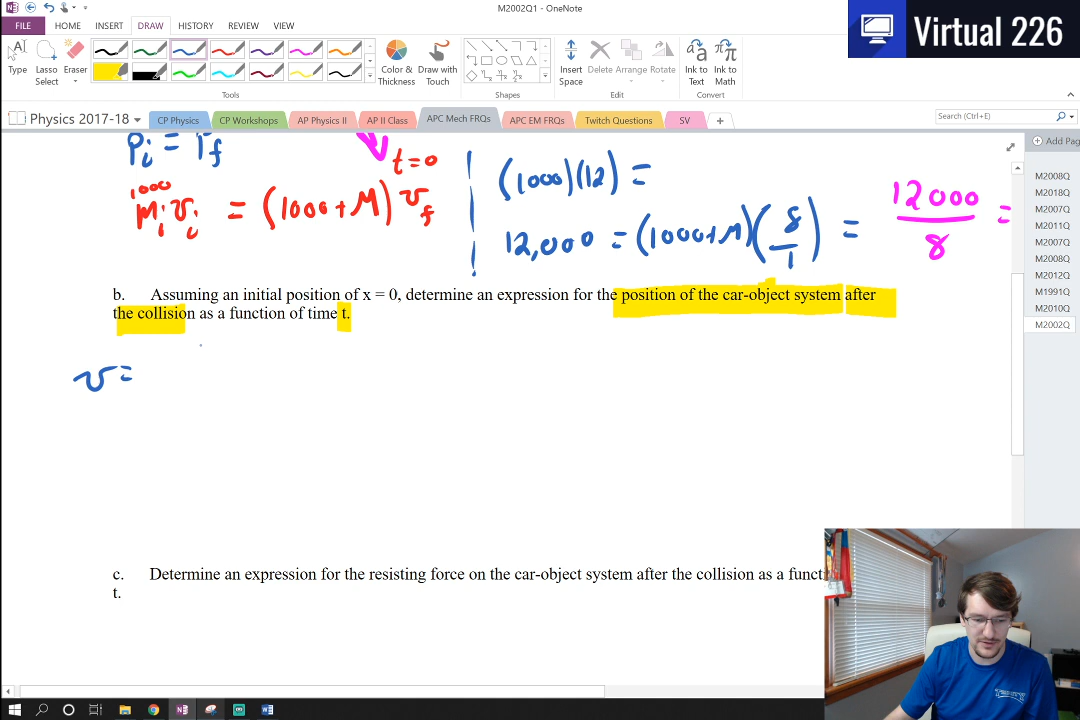 M2002Q1 - OneNote
FILE HOME INSERT DRAW HISTORY REVIEW VIEW
Virtual 226
Type Lasso Select Eraser Color & Thickness Draw with Touch Insert Space Delete Arrange Rotate Ink to Text Ink to Math
Tools Shapes Edit Convert
Physics 2017-18 CP Physics CP Workshops AP Physics II AP II Class APC Mech FRQs APC EM FRQs Twitch Questions SV +
Search (Ctrl+E)
Add Pag
M2008Q
M2018Q
M2007Q
M2011Q
M2007Q
M2008Q
M2012Q
M1991Q
M2010Q
M2002Q
Pi = Pf
t=0
1000
M₁v₁ = (1000+M) vf
(1000)(12) =
12,000 = (1000+M)(8/1) =
12000/8 =
b. Assuming an initial position of x = 0, determine an expression for the position of the car-object system after
the collision as a function of time t.
v=
c. Determine an expression for the resisting force on the car-object system after the collision as a funct
t.